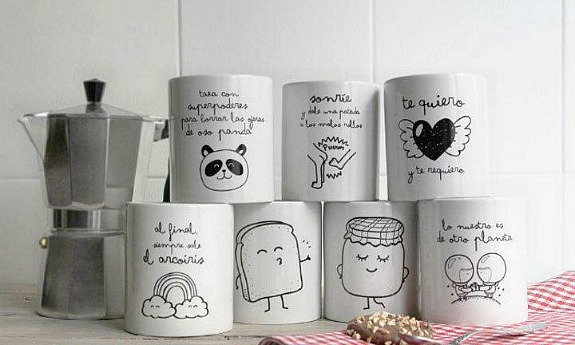 taza con
superpoderes
para borrar las ojeras
de oso panda
sonríe
y dale una patada
a los malos rollos
te quiero
y te requiero
al final,
siempre sale
el arcoiris
lo nuestro es
de otro planeta